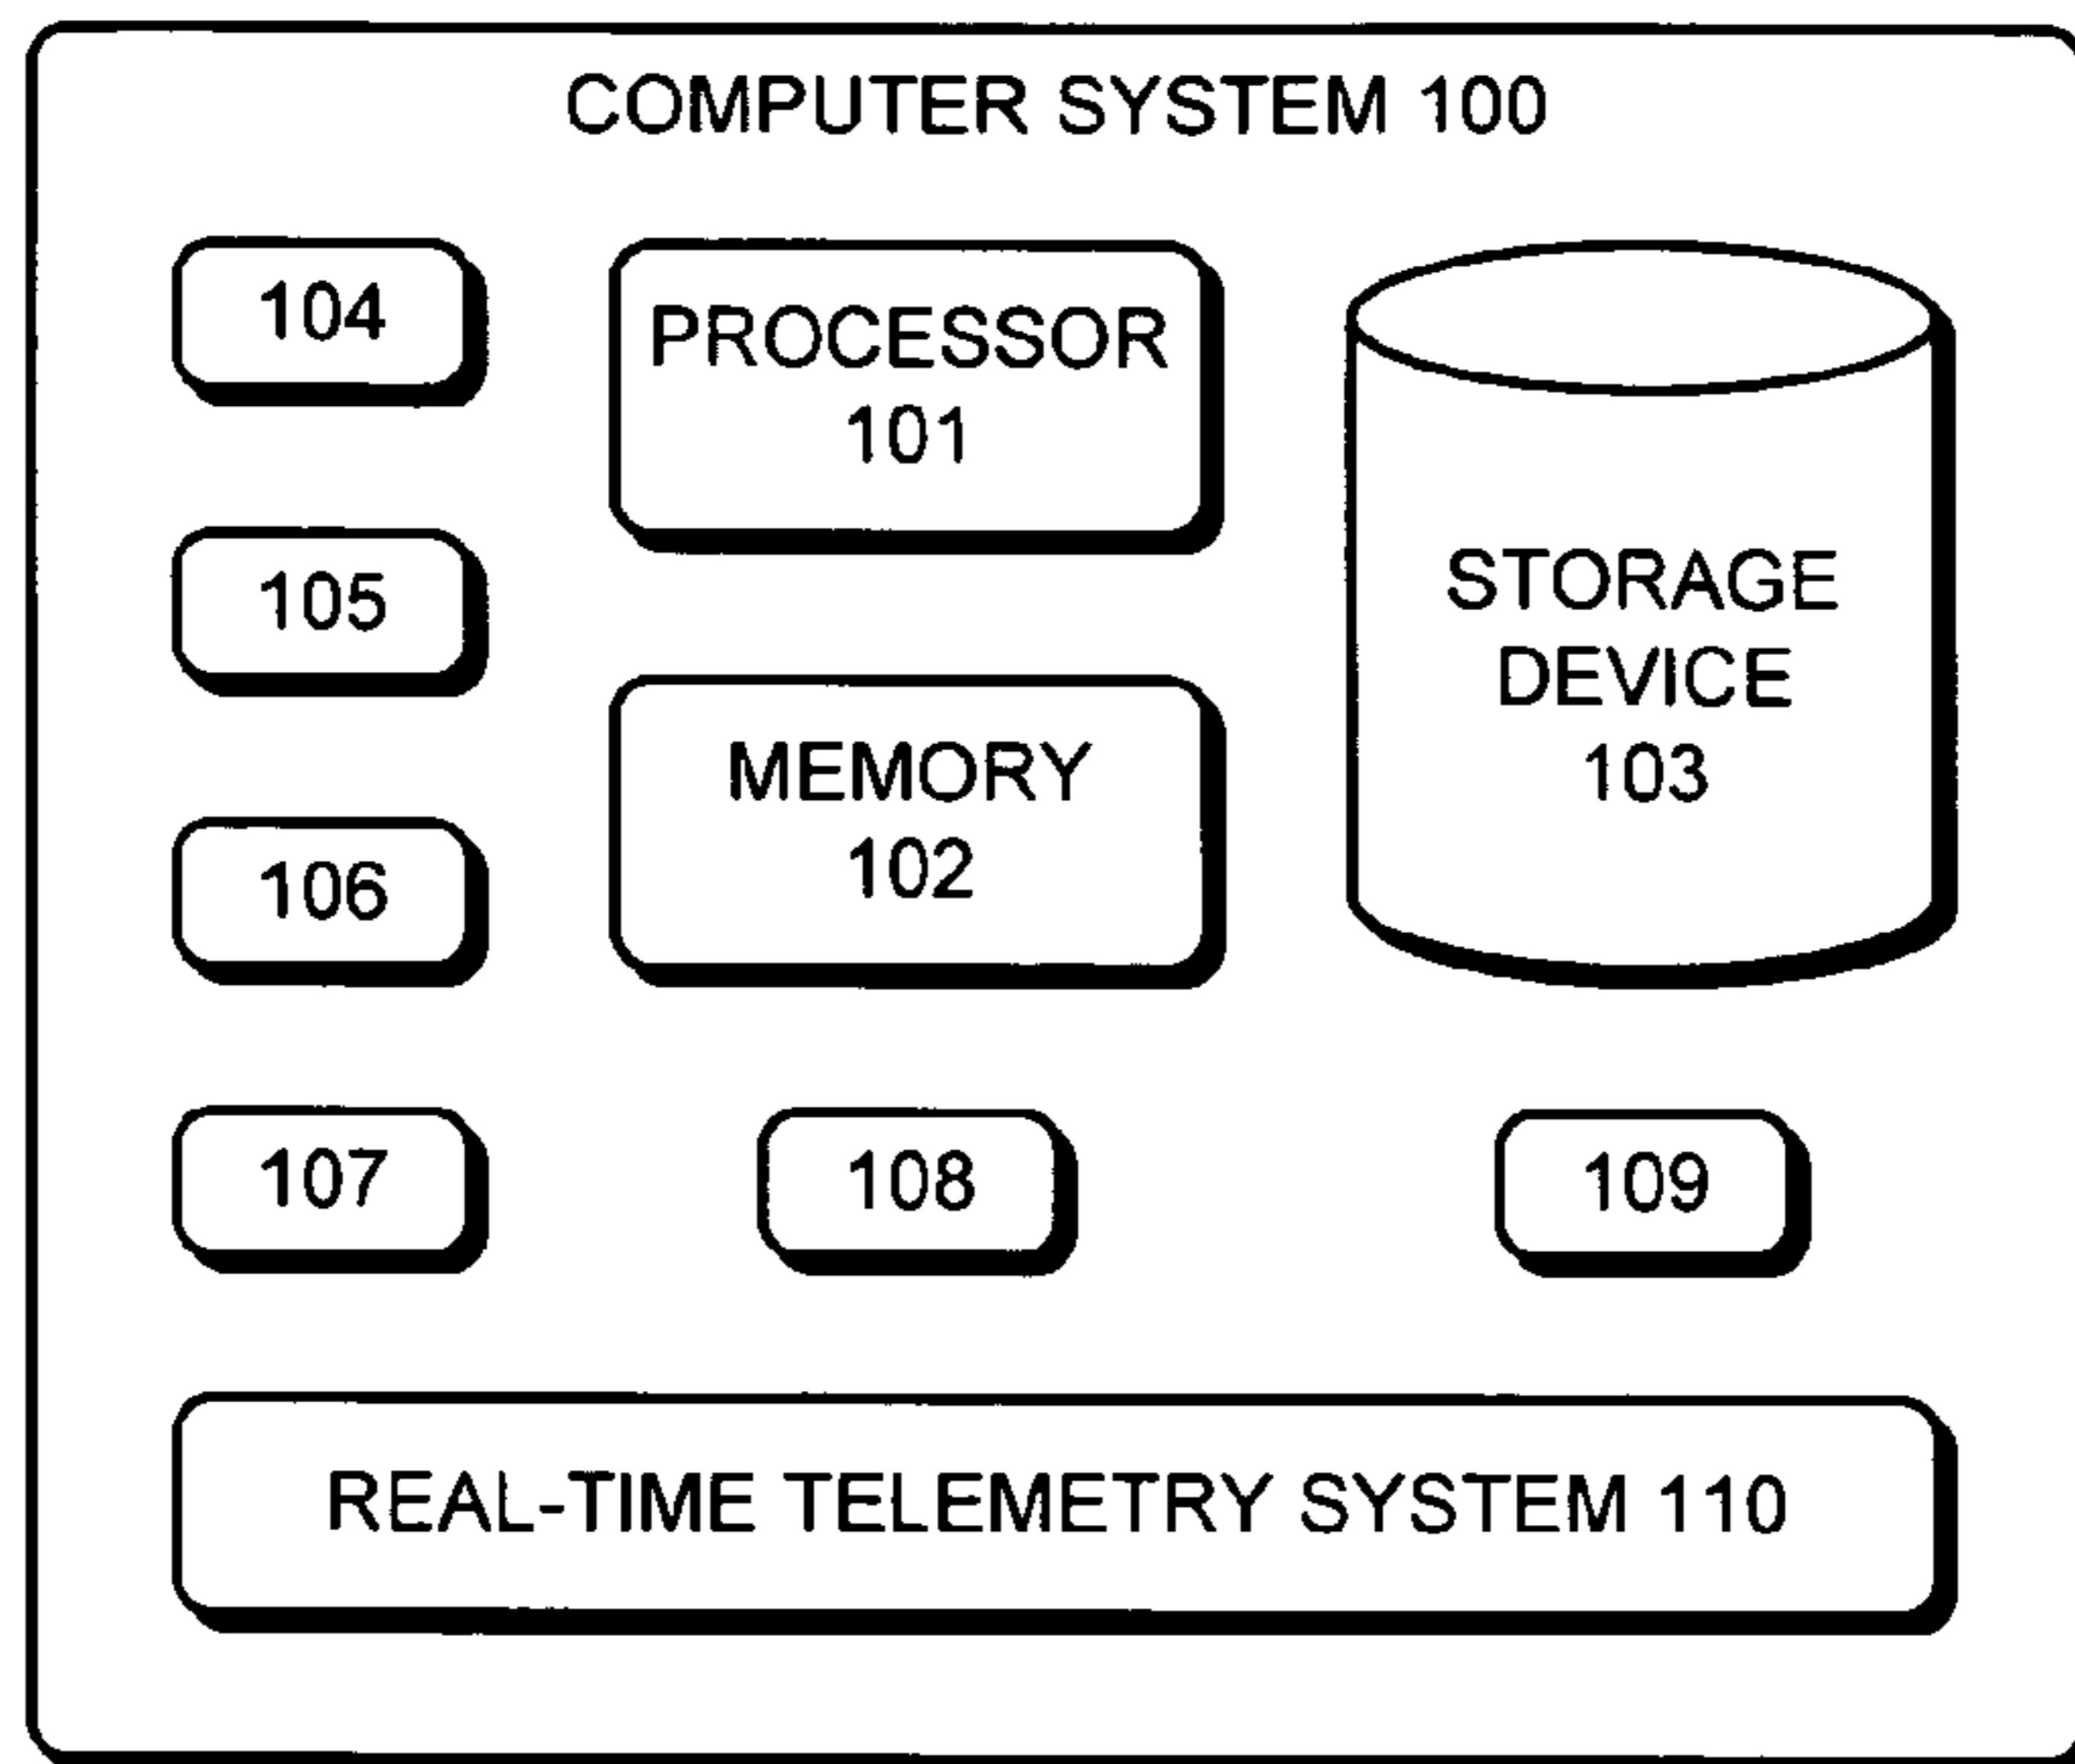 COMPUTER SYSTEM 100
104
PROCESSOR
101
105
STORAGE
DEVICE
103
MEMORY
102
106
107
108
109
REAL-TIME TELEMETRY SYSTEM 110